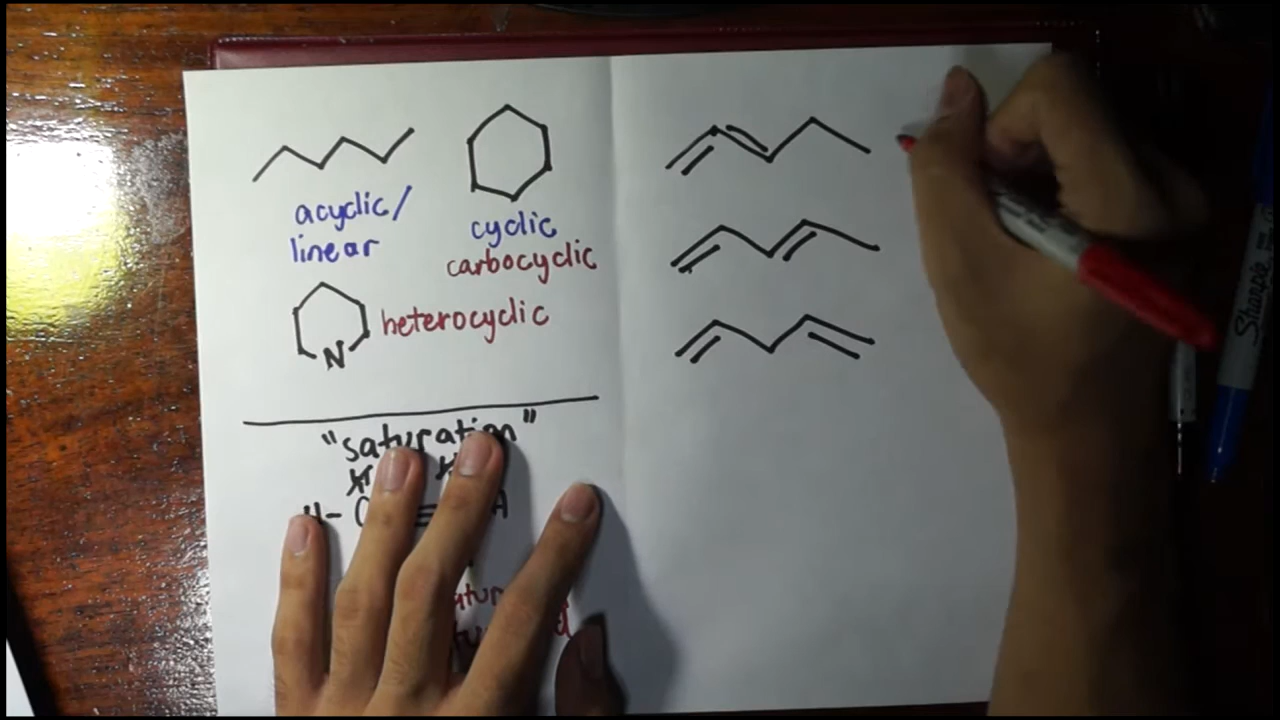 acyclic/
linear
cyclic
carbocyclic
N
heterocyclic
"saturation"
Sharpie